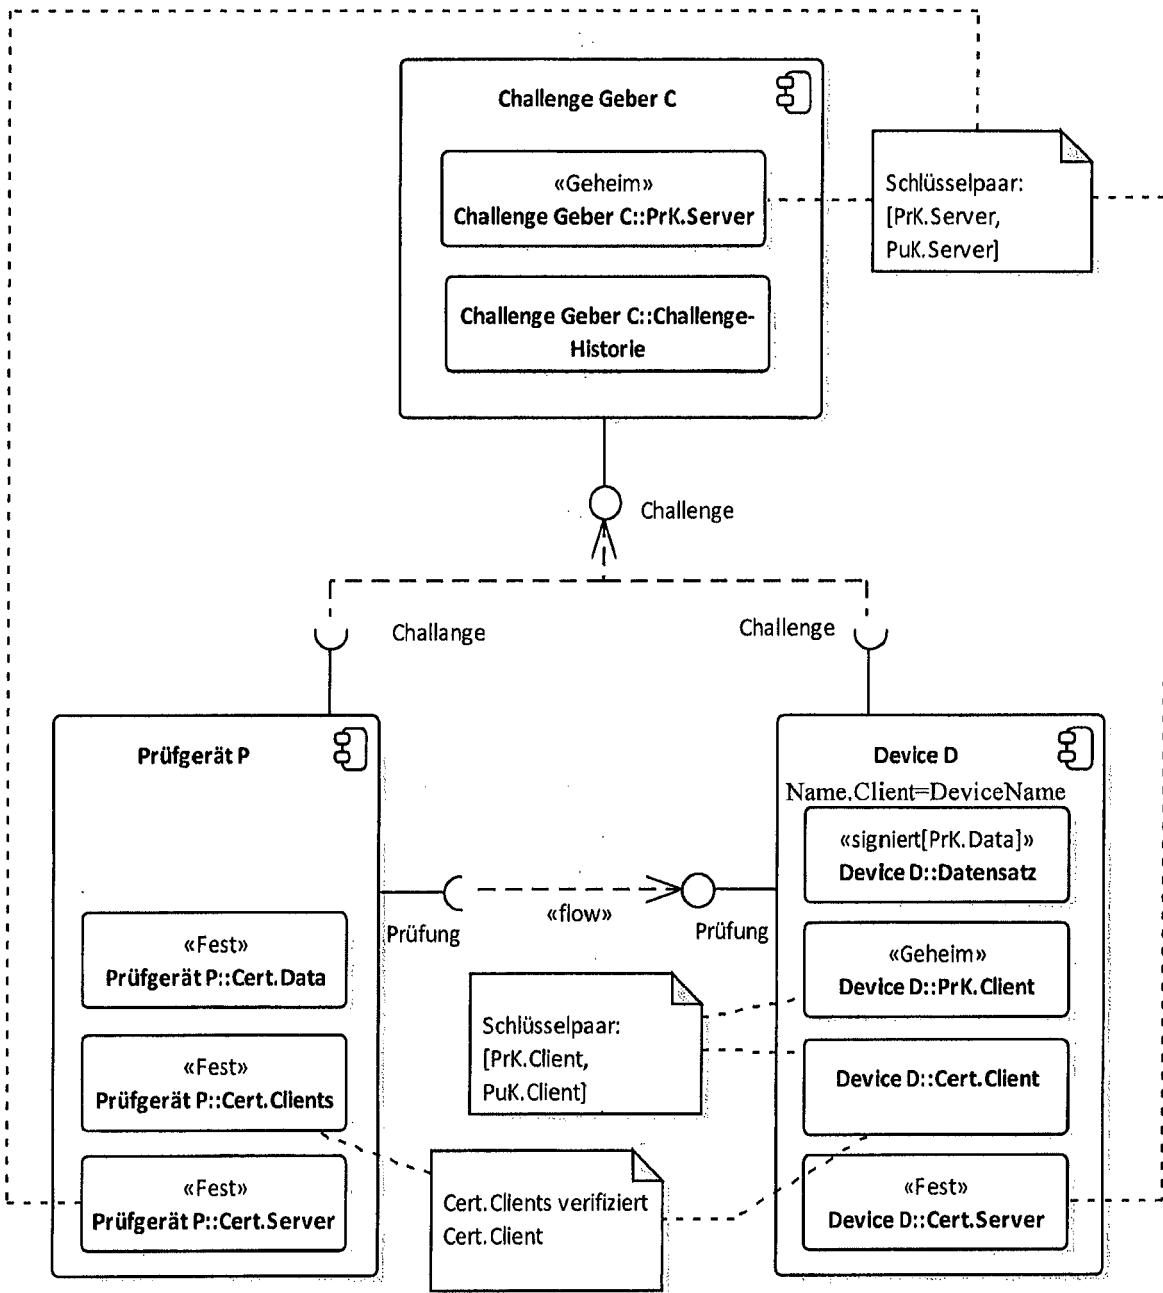 Challenge Geber C
«Geheim»
Challenge Geber C::PrK.Server
Challenge Geber C::Challenge-
Historie
Schlüsselpaar:
[PrK.Server,
PuK.Server]
Challenge
Challange
Challenge
Prüfgerät P
«Fest»
Prüfgerät P::Cert.Data
«Fest»
Prüfgerät P::Cert.Clients
«Fest»
Prüfgerät P::Cert.Server
Prüfung
«flow»
Prüfung
Schlüsselpaar:
[PrK.Client,
PuK.Client]
Cert.Clients verifiziert
Cert.Client
Device D
Name.Client=DeviceName
«signiert[PrK.Data]»
Device D::Datensatz
«Geheim»
Device D::PrK.Client
Device D::Cert.Client
«Fest»
Device D::Cert.Server